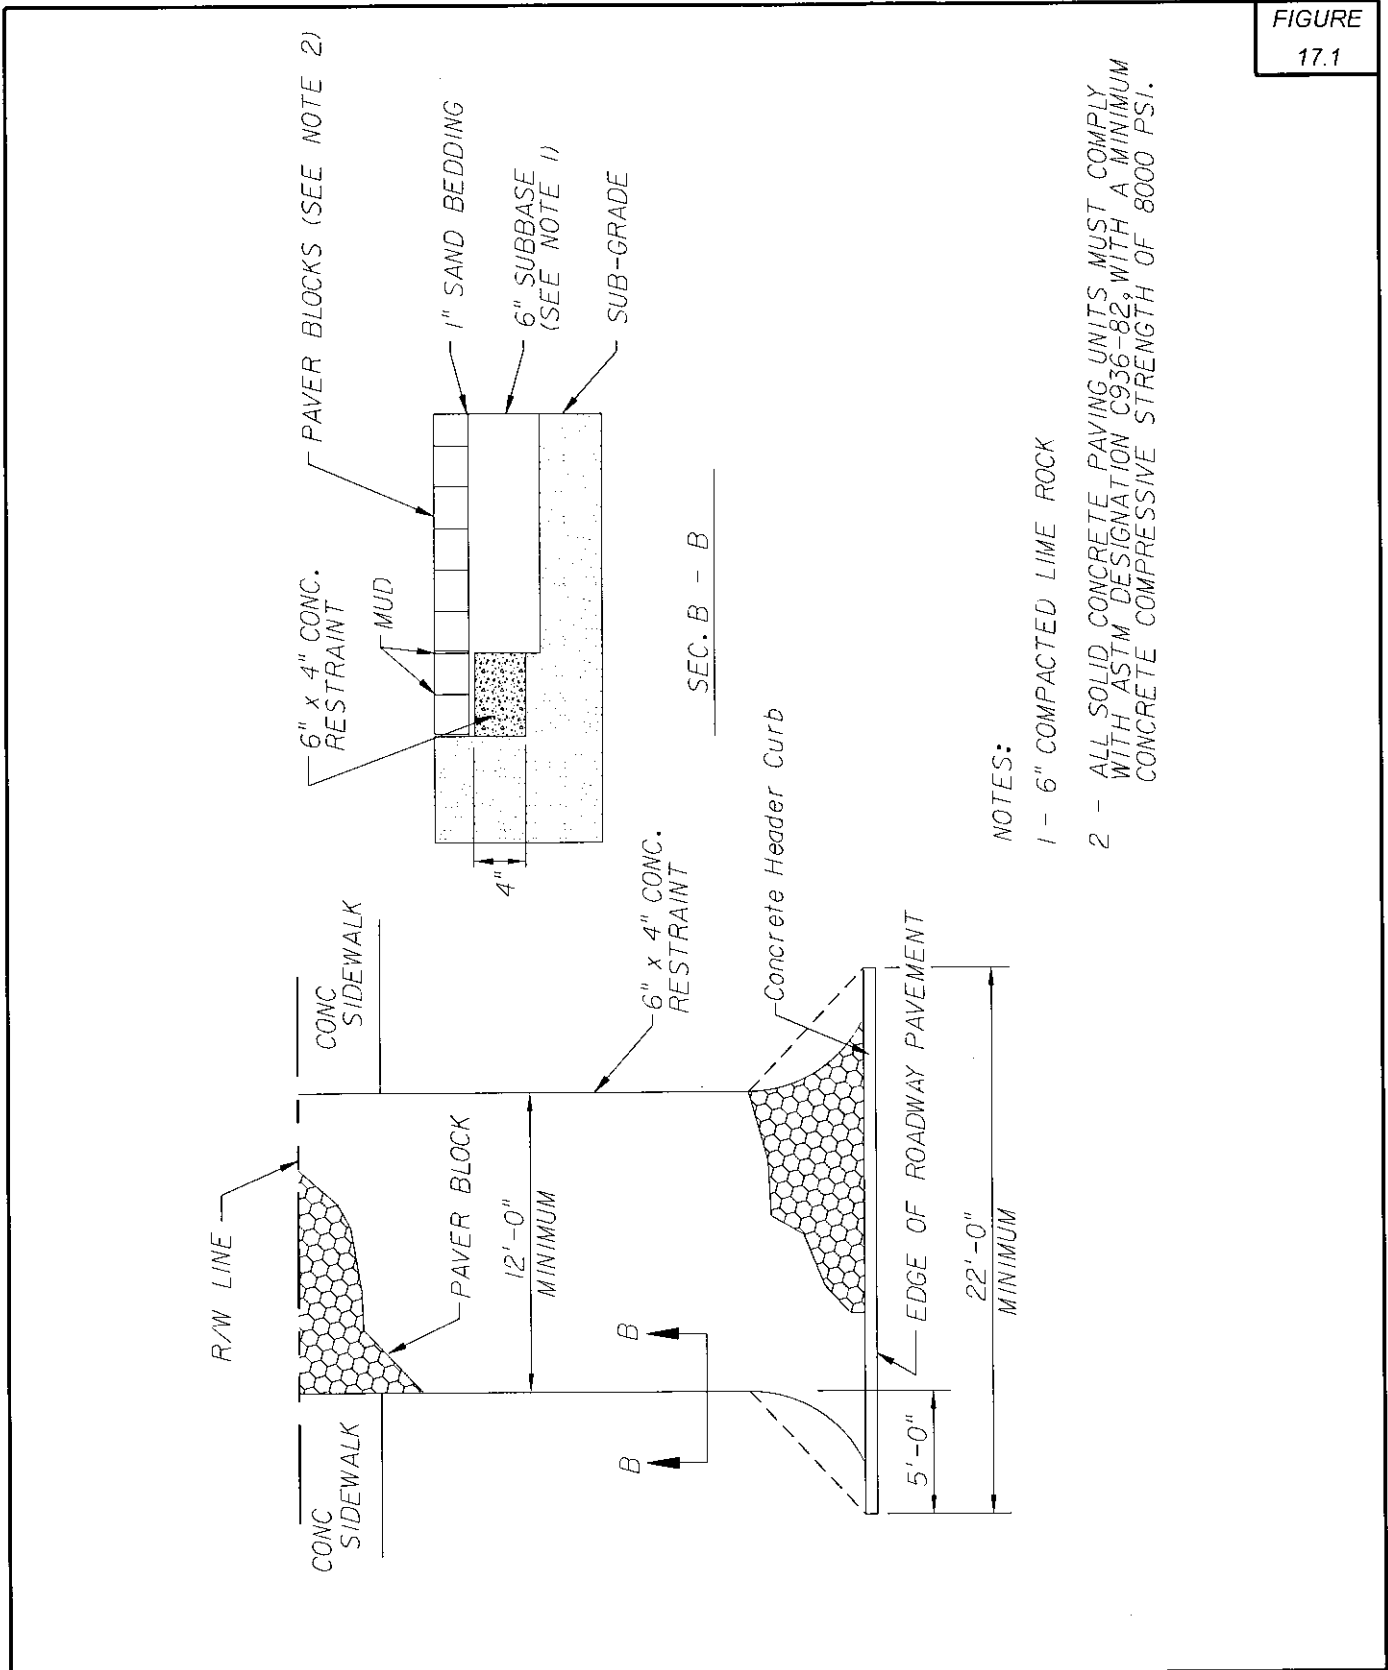 FIGURE
17.1
R/W LINE
CONC
SIDEWALK
CONC
SIDEWALK
PAVER BLOCK
12'-0"
MINIMUM
6" x 4" CONC.
RESTRAINT
B
B
Concrete Header Curb
EDGE OF ROADWAY PAVEMENT
5'-0"
22'-0"
MINIMUM
6" x 4" CONC.
RESTRAINT
MUD
PAVER BLOCKS (SEE NOTE 2)
1" SAND BEDDING
6" SUBBASE
(SEE NOTE 1)
SUB-GRADE
4"
SEC. B - B
NOTES:
1 - 6" COMPACTED LIME ROCK
2 - ALL SOLID CONCRETE PAVING UNITS MUST COMPLY
WITH ASTM DESIGNATION C936-82, WITH A MINIMUM
CONCRETE COMPRESSIVE STRENGTH OF 8000 PSI.